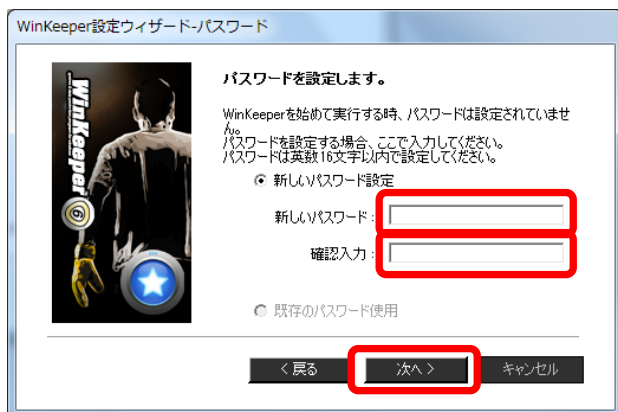 WinKeeper設定ウィザード-パスワード
WinKeeper
6
パスワードを設定します。
WinKeeperを始めて実行する時、パスワードは設定されていませ
ん。
パスワードを設定する場合、ここで入力してください。
パスワードは英数16文字以内で設定してください。
新しいパスワード設定
新しいパスワード:
確認入力:
既存のパスワード使用
< 戻る
次へ >
キャンセル